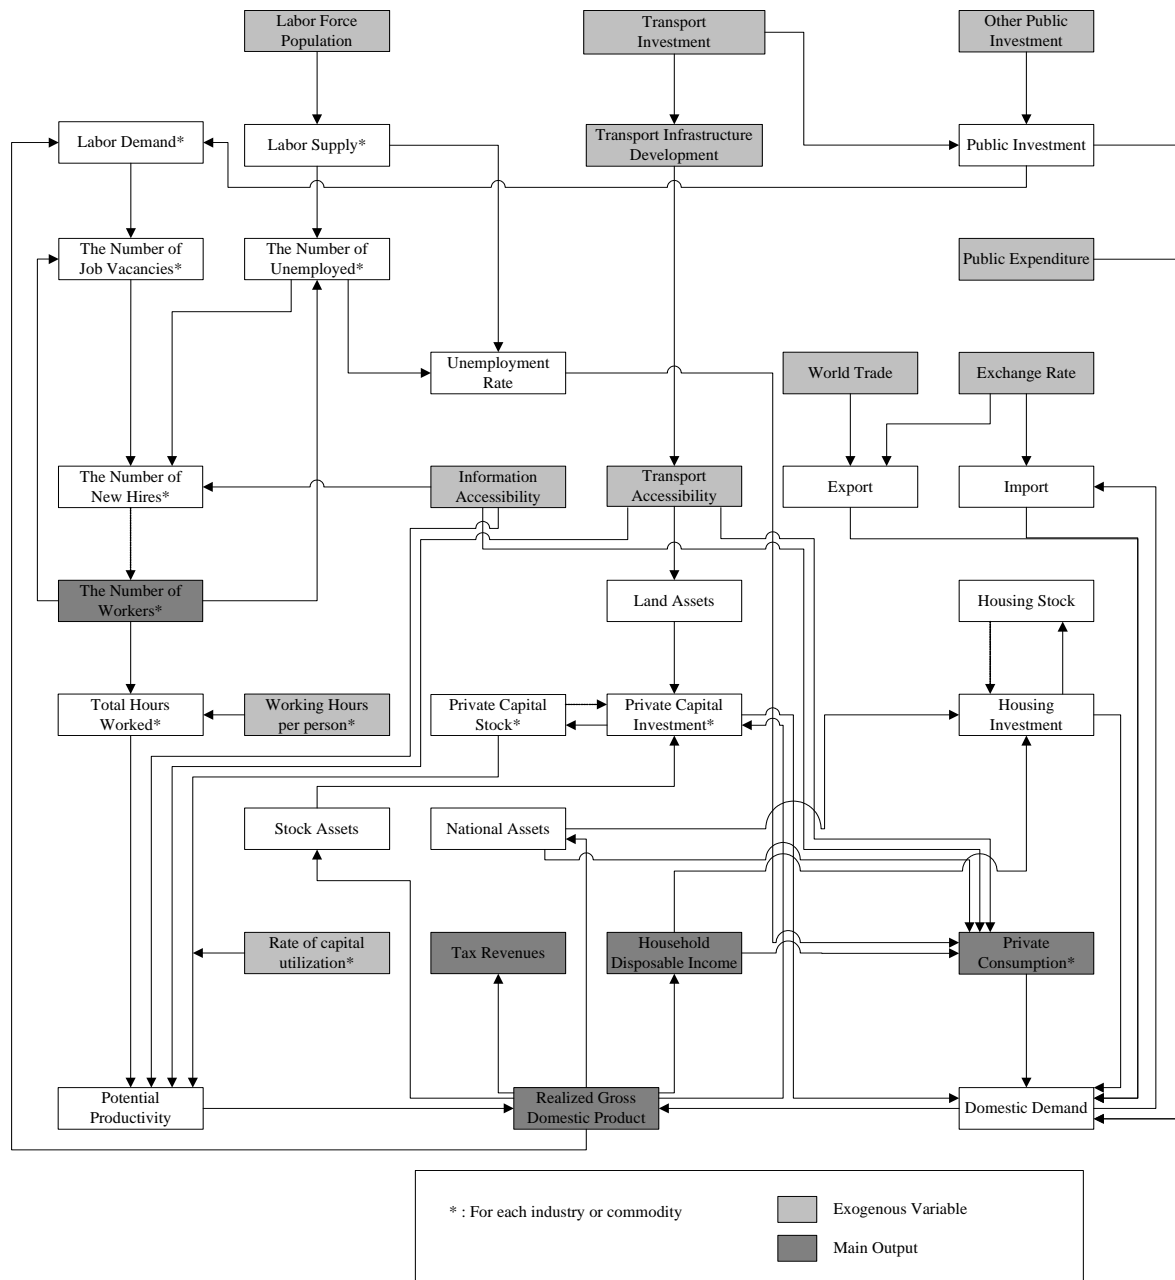 Labor Force
Population
Transport
Investment
Other Public
Investment
Labor Demand*
Labor Supply*
Transport Infrastructure
Development
Public Investment
The Number of
Job Vacancies*
The Number of
Unemployed*
Public Expenditure
Unemployment
Rate
World Trade
Exchange Rate
The Number of
New Hires*
Information
Accessibility
Transport
Accessibility
Export
Import
The Number of
Workers*
Land Assets
Housing Stock
Total Hours
Worked*
Working Hours
per person*
Private Capital
Stock*
Private Capital
Investment*
Housing
Investment
Stock Assets
National Assets
Rate of capital
utilization*
Tax Revenues
Household
Disposable Income
Private
Consumption*
Potential
Productivity
Realized Gross
Domestic Product
Domestic Demand
* : For each industry or commodity
Exogenous Variable
Main Output